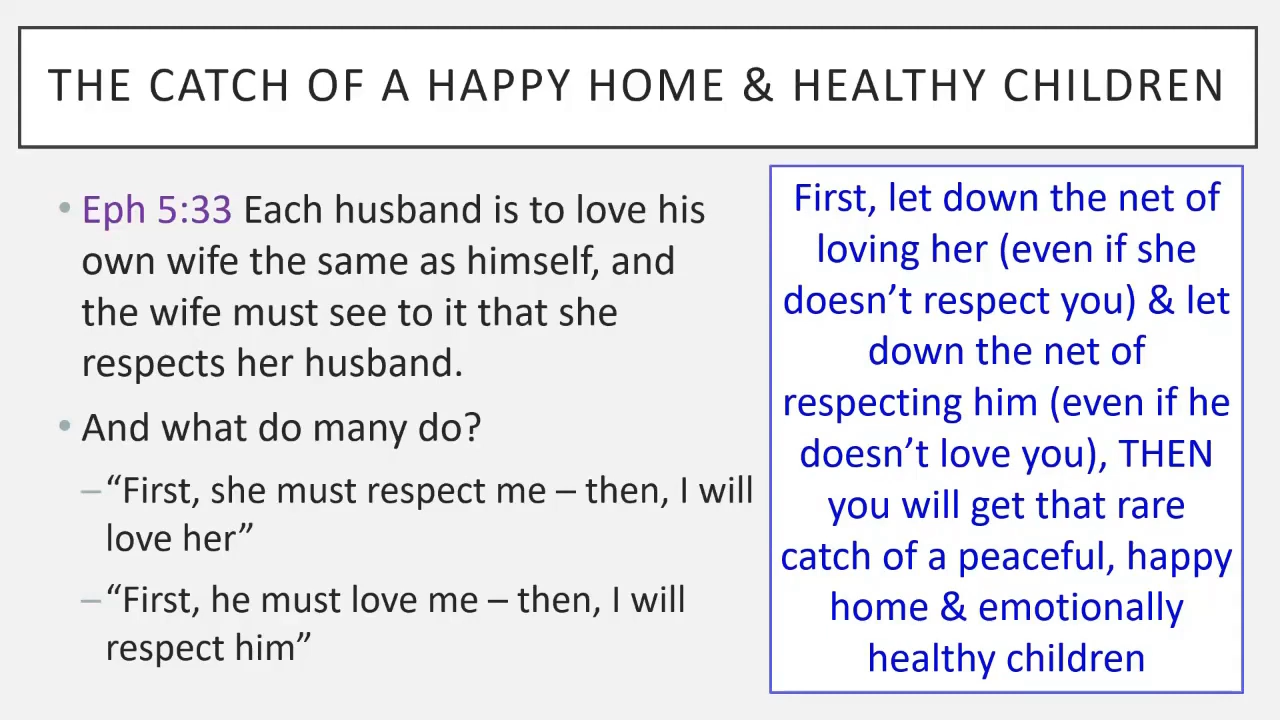 THE CATCH OF A HAPPY HOME & HEALTHY CHILDREN
• Eph 5:33 Each husband is to love his
own wife the same as himself, and
the wife must see to it that she
respects her husband.
• And what do many do?
–“First, she must respect me – then, I will
love her”
–“First, he must love me – then, I will
respect him”
First, let down the net of
loving her (even if she
doesn’t respect you) & let
down the net of
respecting him (even if he
doesn’t love you), THEN
you will get that rare
catch of a peaceful, happy
home & emotionally
healthy children